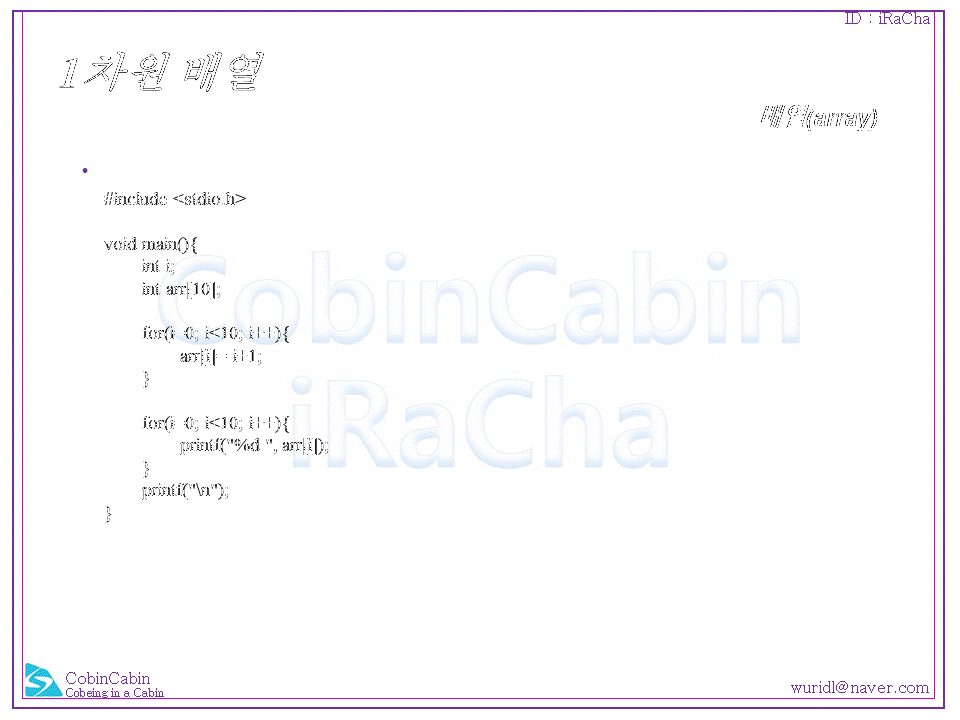 ID : iRaCha
1차원 배열
배열(array)
#include <stdio.h>
void main(){
int i;
int arr[10];
for(i=0; i<10; i++){
arr[i] = i+1;
}
for(i=0; i<10; i++){
printf("%d ", arr[i]);
}
printf("\n");
}
CobinCabin
iRaCha
CobinCabin
Cobeing in a Cabin
wuridl@naver.com